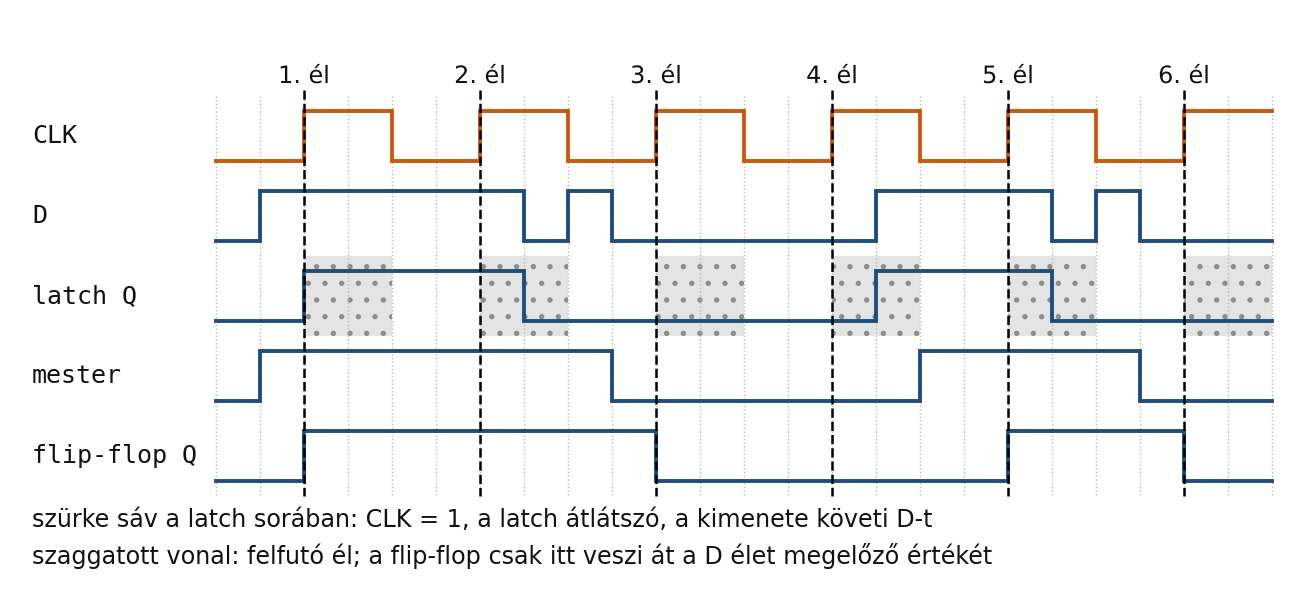 1. él 2. él 3. él 4. él 5. él 6. él
CLK
D
latch Q
mester
flip-flop Q
szürke sáv a latch sorában: CLK = 1, a latch átlátszó, a kimenete követi D-t
szaggatott vonal: felfutó él; a flip-flop csak itt veszi át a D élet megelőző értékét